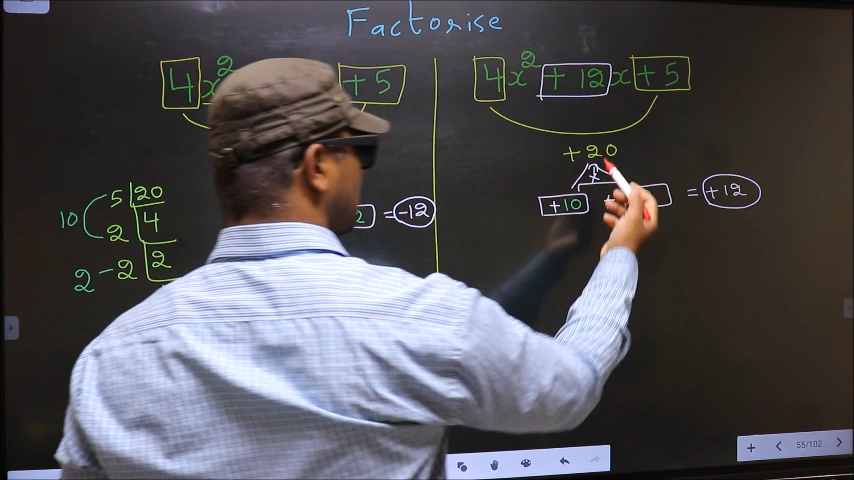 Factorise
4x² + 5
4x² + 12x + 5
+ 20
x
5 20
10 2 4
2 - 2 2
2 = -12
+10 = +12
55/102